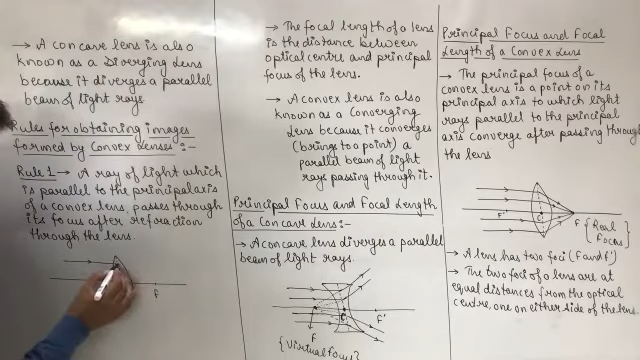 → A concave lens is also
known as a Diverging Lens
because it diverges a parallel
beam of light rays
Rules for obtaining images
formed by Convex Lenses :-
Rule 1 → A ray of light which
is parallel to the principal axis
of a convex lens, passes through
its focus after refraction
through the lens.
F
→ The focal length of a lens
is the distance between
optical centre and principal
focus of the lens.
→ A convex lens is also
known as a Converging
Lens because it converges
(brings to a point) a
parallel beam of light
rays passing through it.
Principal Focus and Focal Length
of a Concave Lens:-
→ A concave lens diverges a parallel
beam of light rays.
F
C
F'
{Virtual Focus}
Principal Focus and Focal
Length of a Convex Lens
→ The principal focus of a
convex lens is a point on its
principal axis to which light
rays parallel to the principal
axis converge after passing through
the lens
F'
C
F
{Real
Focus}
→ A lens has two foci (F and F')
→ The two foci of a lens are at
equal distances from the optical
centre, one on either side of the lens.